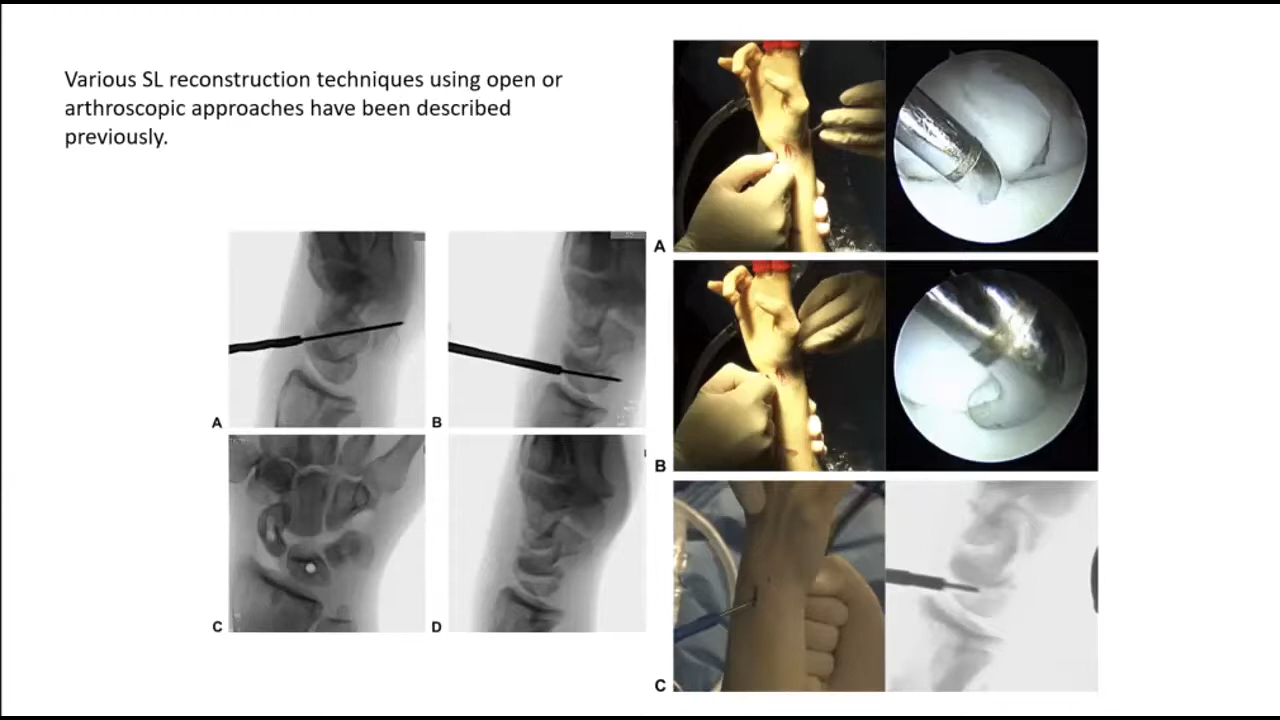 Various SL reconstruction techniques using open or
arthroscopic approaches have been described
previously.
A
B
A
B
C
D
C